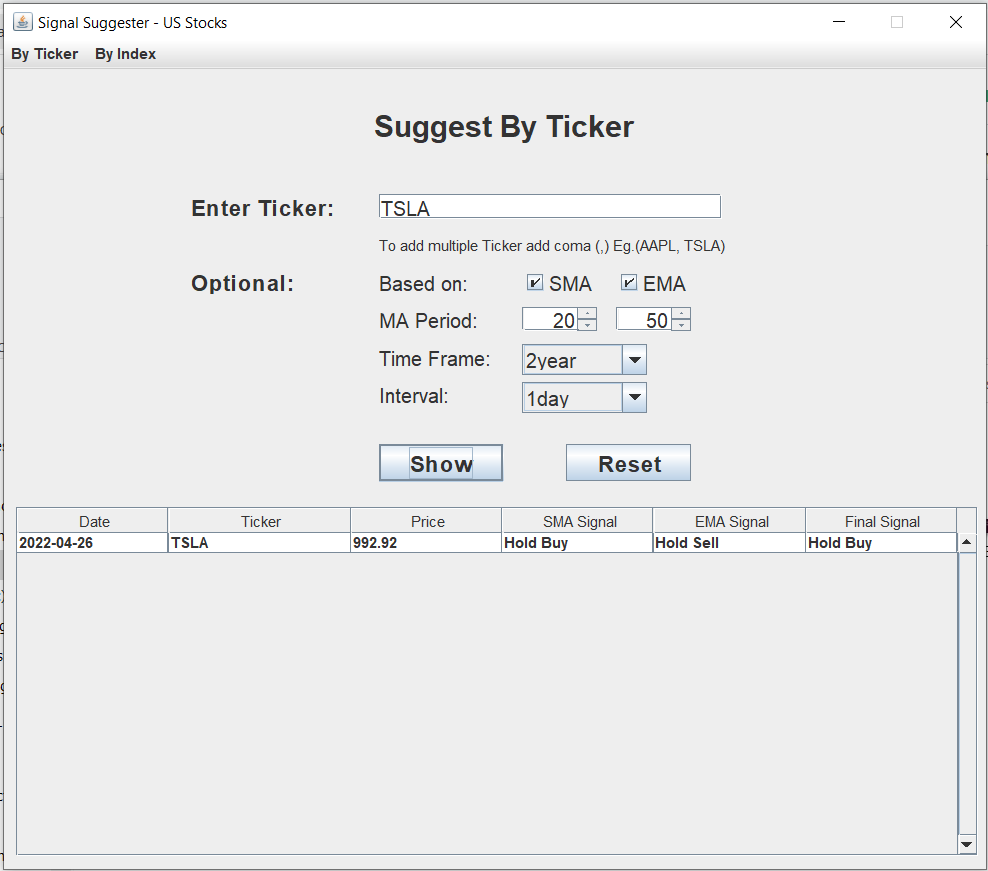 Signal Suggester - US Stocks
By Ticker By Index
Suggest By Ticker
Enter Ticker: TSLA
To add multiple Ticker add coma (,) Eg.(AAPL, TSLA)
Optional: Based on: SMA EMA
MA Period: 20 50
Time Frame: 2year
Interval: 1day
Show Reset
Date Ticker Price SMA Signal EMA Signal Final Signal
2022-04-26 TSLA 992.92 Hold Buy Hold Sell Hold Buy